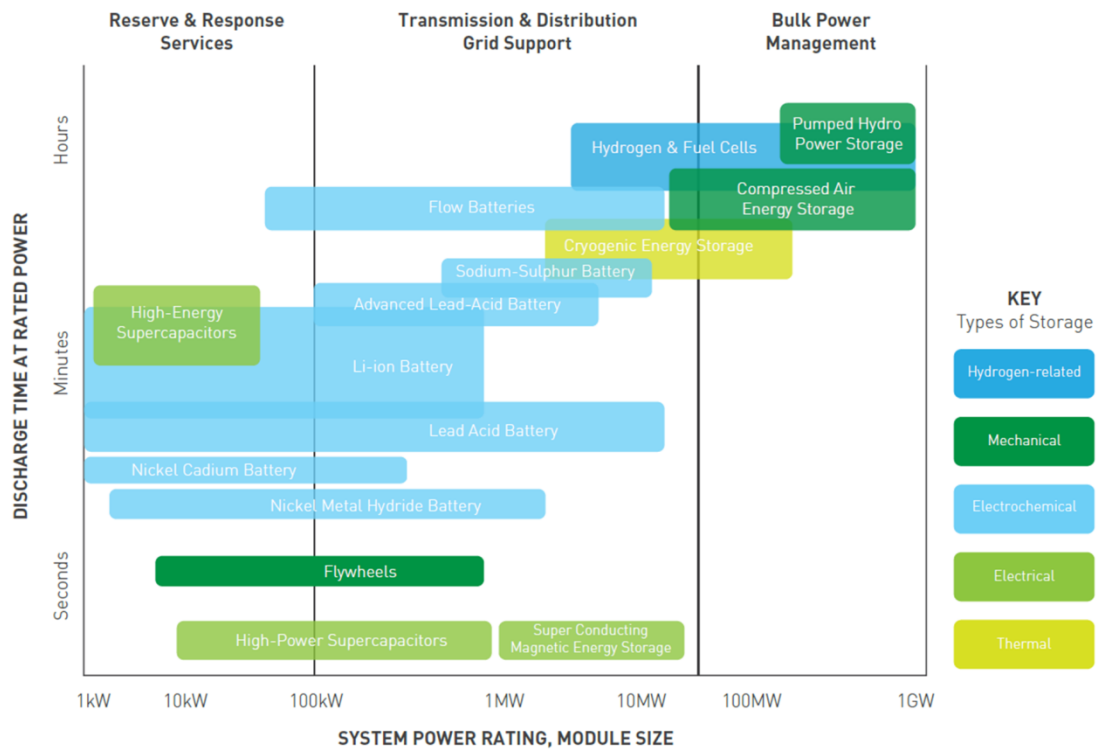 Reserve & Response
Services
Transmission & Distribution
Grid Support
Bulk Power
Management
DISCHARGE TIME AT RATED POWER
Hours
Minutes
Seconds
Pumped Hydro
Power Storage
Hydrogen & Fuel Cells
Compressed Air
Energy Storage
Flow Batteries
Cryogenic Energy Storage
Sodium-Sulphur Battery
Advanced Lead-Acid Battery
High-Energy
Supercapacitors
Li-ion Battery
Lead Acid Battery
Nickel Cadium Battery
Nickel Metal Hydride Battery
Flywheels
High-Power Supercapacitors
Super Conducting
Magnetic Energy Storage
1kW
10kW
100kW
1MW
10MW
100MW
1GW
SYSTEM POWER RATING, MODULE SIZE
KEY
Types of Storage
Hydrogen-related
Mechanical
Electrochemical
Electrical
Thermal